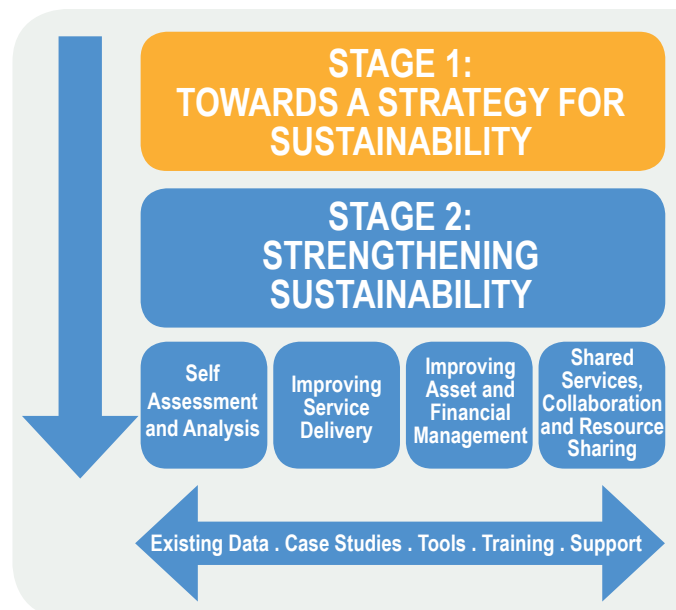 STAGE 1:
TOWARDS A STRATEGY FOR
SUSTAINABILITY
STAGE 2:
STRENGTHENING
SUSTAINABILITY
Self
Assessment
and Analysis
Improving
Service
Delivery
Improving
Asset and
Financial
Management
Shared
Services,
Collaboration
and Resource
Sharing
Existing Data . Case Studies . Tools . Training . Support